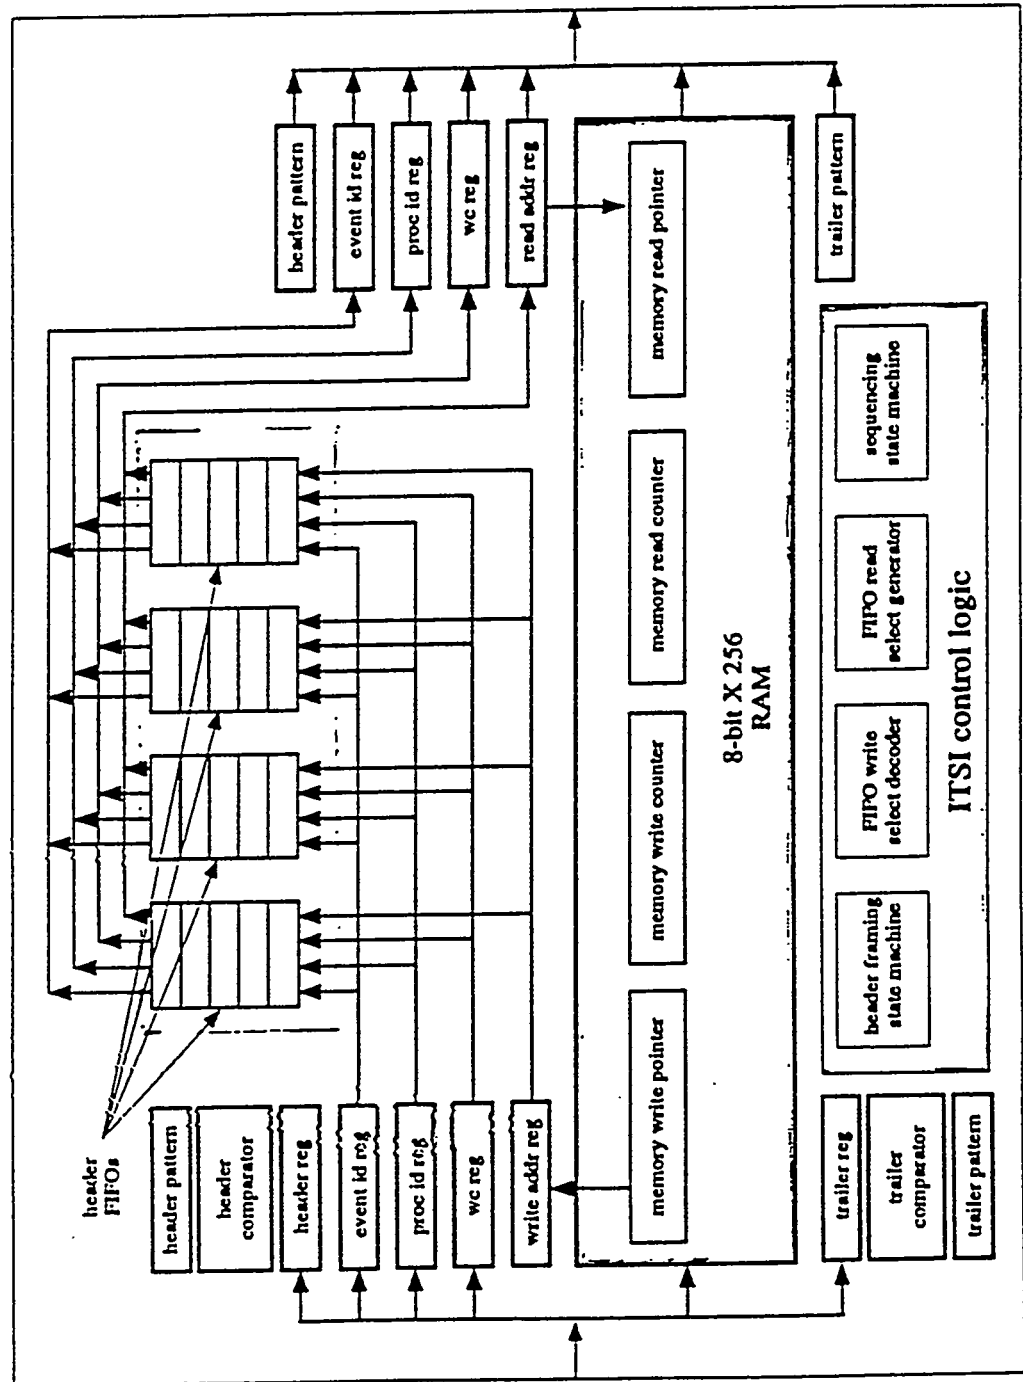 header
FIFOs
header pattern
header
comparator
header reg
event id reg
proc id reg
wc reg
write addr reg
header pattern
event id reg
proc id reg
wc reg
read addr reg
memory write pointer
memory write counter
memory read counter
memory read pointer
8-bit X 256
RAM
trailer reg
trailer
comparator
trailer pattern
header framing
state machine
FIFO write
select decoder
FIFO read
select generator
sequencing
state machine
ITSI control logic
trailer pattern